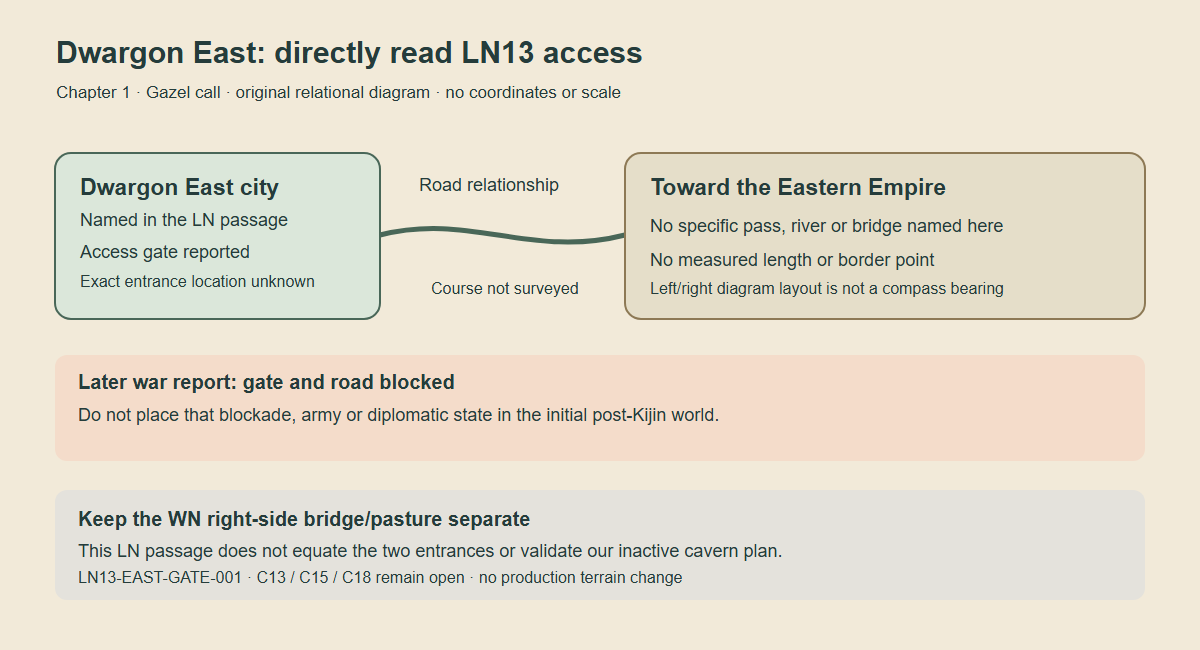 Dwargon East: directly read LN13 access
Chapter 1 · Gazel call · original relational diagram · no coordinates or scale
Dwargon East city
Named in the LN passage
Access gate reported
Exact entrance location unknown
Road relationship
Course not surveyed
Toward the Eastern Empire
No specific pass, river or bridge named here
No measured length or border point
Left/right diagram layout is not a compass bearing
Later war report: gate and road blocked
Do not place that blockade, army or diplomatic state in the initial post-Kijin world.
Keep the WN right-side bridge/pasture separate
This LN passage does not equate the two entrances or validate our inactive cavern plan.
LN13-EAST-GATE-001 · C13 / C15 / C18 remain open · no production terrain change